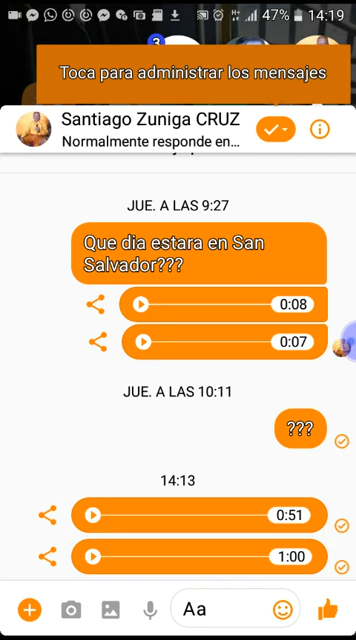 47% 14:19
3
Toca para administrar los mensajes
Santiago Zuniga CRUZ
Normalmente responde en...
JUE. A LAS 9:27
Que dia estara en San
Salvador???
0:08
0:07
JUE. A LAS 10:11
???
14:13
0:51
1:00
Aa